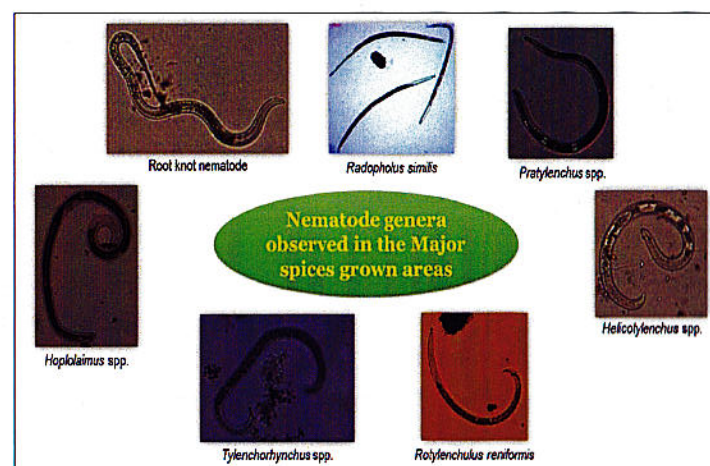 Root knot nematode
Radopholus similis
Pratylenchus spp.
Nematode genera
observed in the Major
spices grown areas
Hoplolaimus spp.
Helicotylenchus spp.
Tylenchorhynchus spp.
Rotylenchulus reniformis